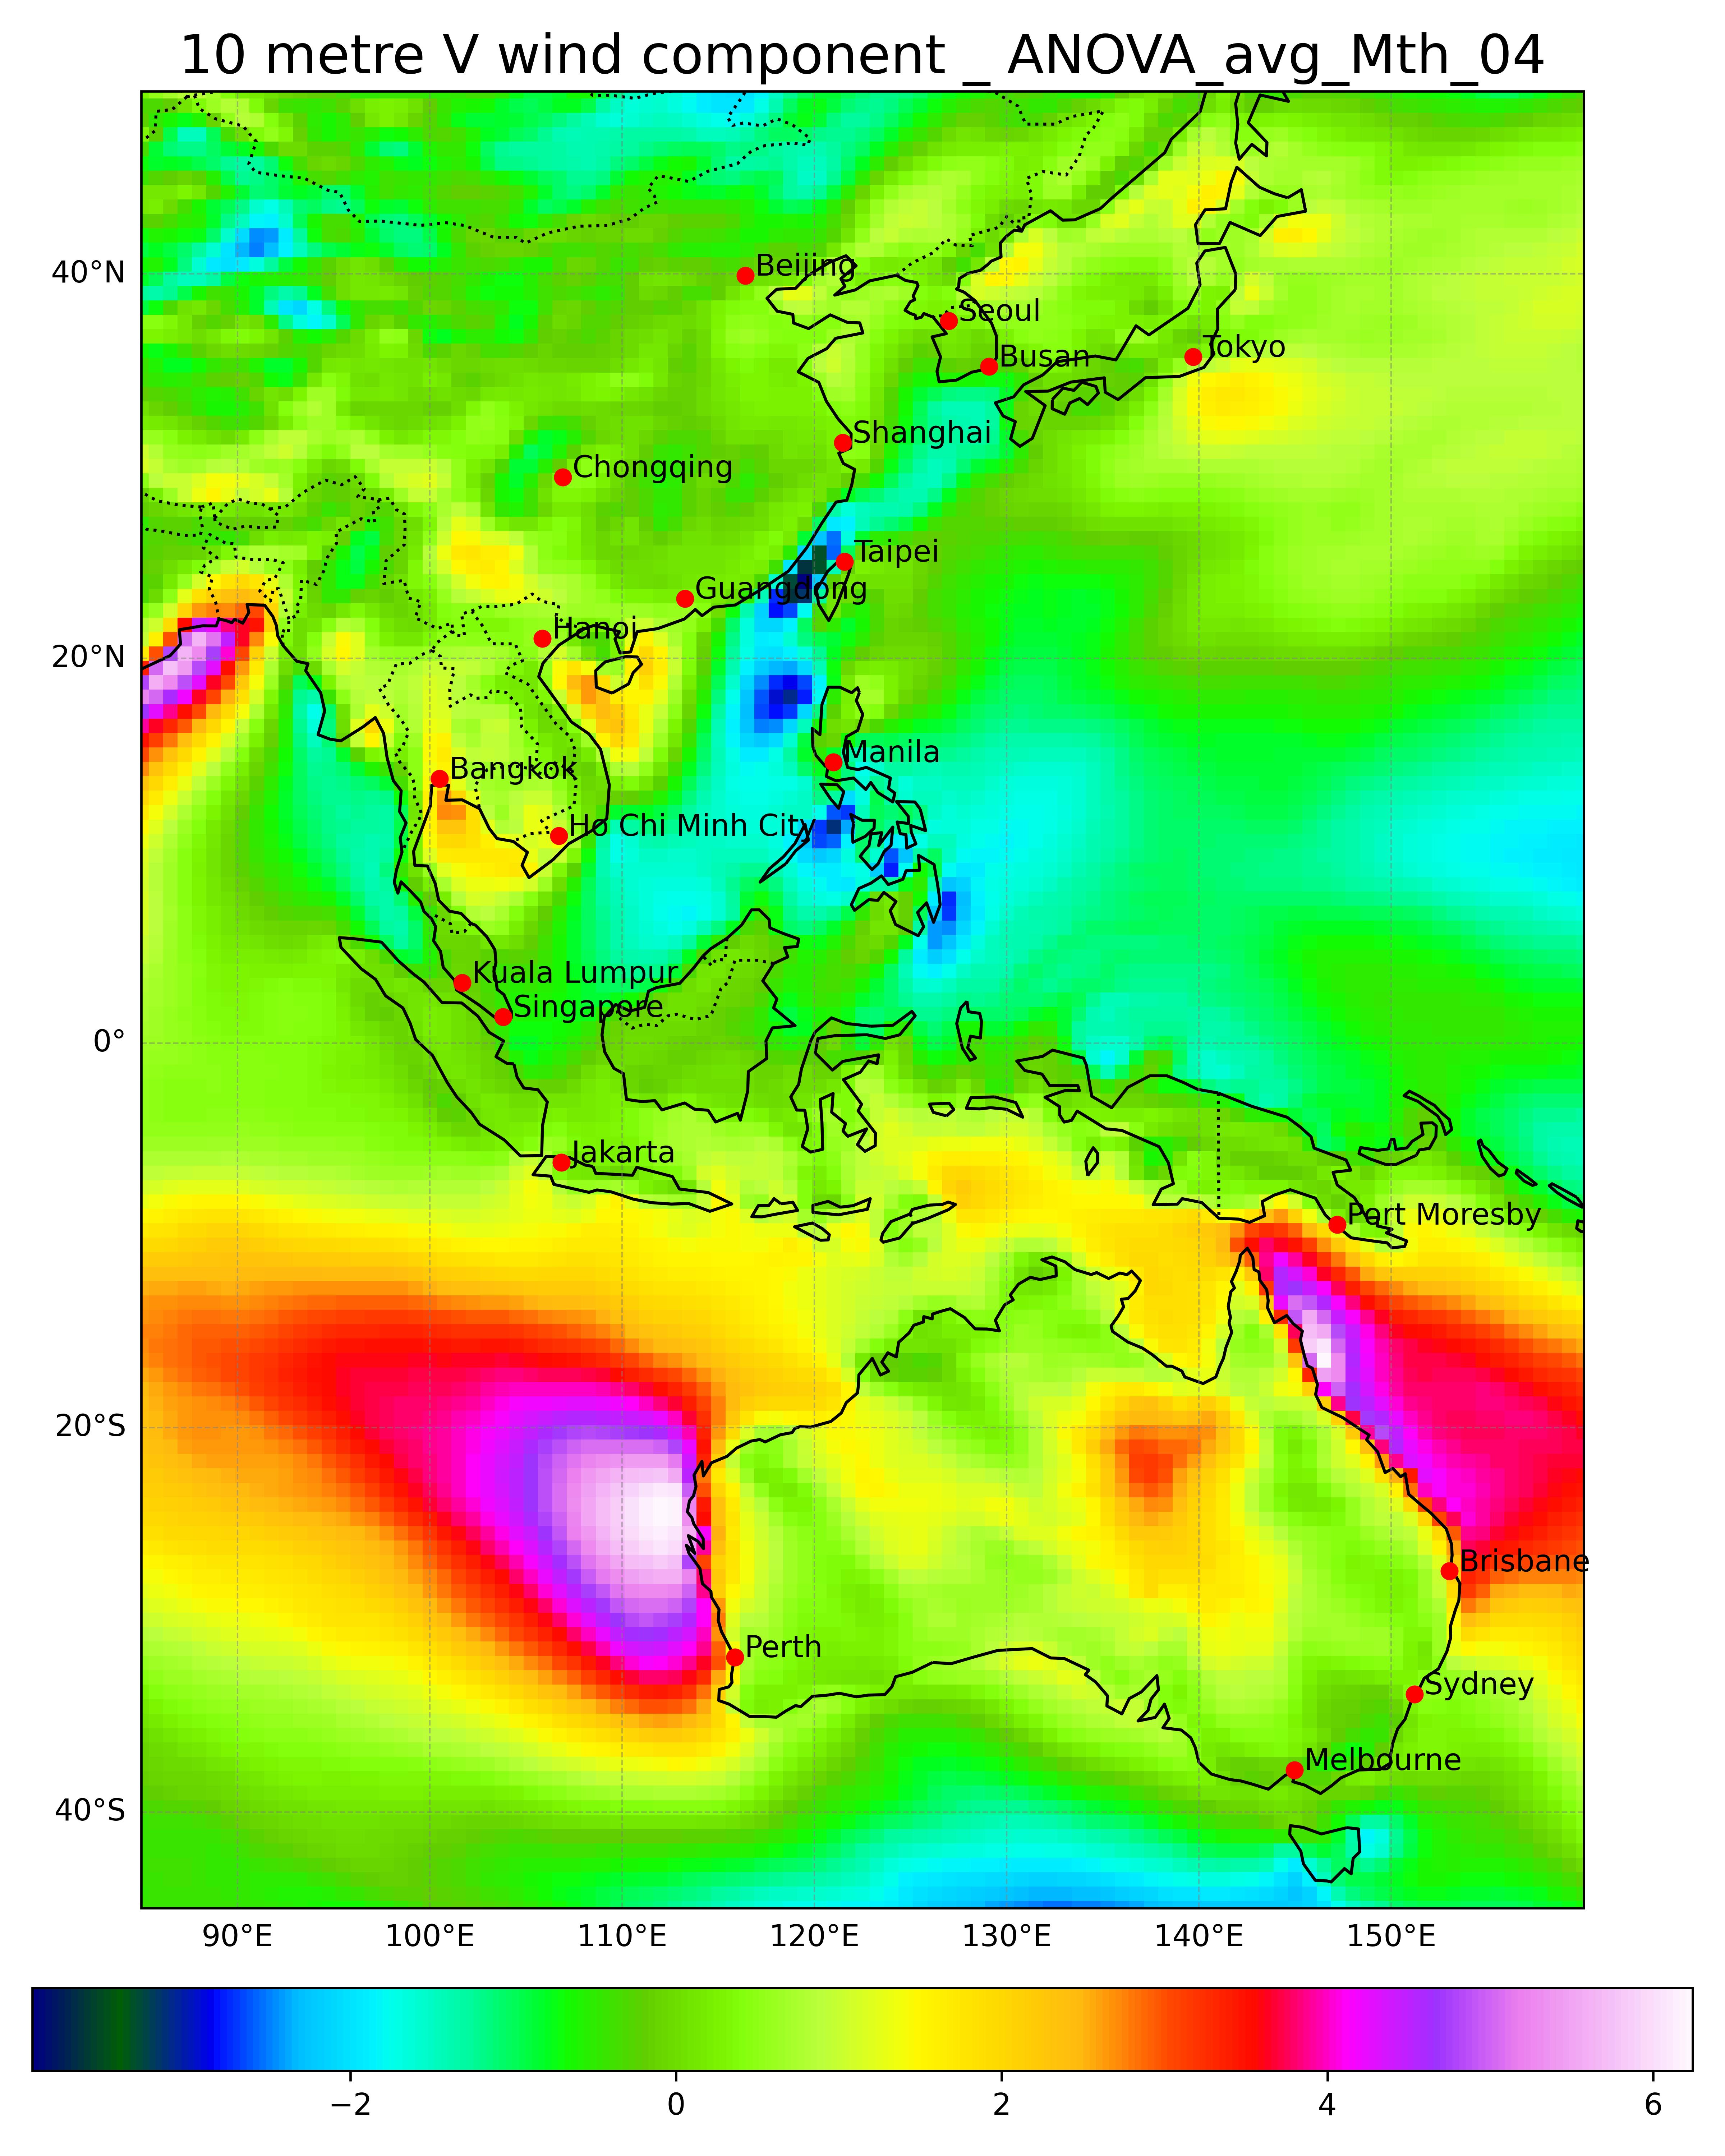 10 metre V wind component _ ANOVA_avg_Mth_04
40°N
20°N
0°
20°S
40°S
Beijing
Seoul
Tokyo
Busan
Shanghai
Chongqing
Taipei
Guangdong
Hanoi
Manila
Bangkok
Ho Chi Minh City
Kuala Lumpur
Singapore
Jakarta
Port Moresby
Brisbane
Perth
Sydney
Melbourne
90°E 100°E 110°E 120°E 130°E 140°E 150°E
−2 0 2 4 6